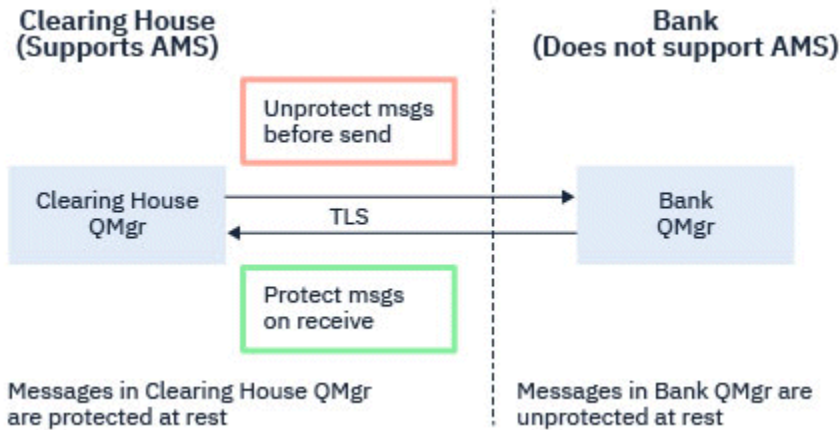 Clearing House
(Supports AMS)
Bank
(Does not support AMS)
Unprotect msgs
before send
Clearing House
QMgr
TLS
Bank
QMgr
Protect msgs
on receive
Messages in Clearing House QMgr
are protected at rest
Messages in Bank QMgr are
unprotected at rest